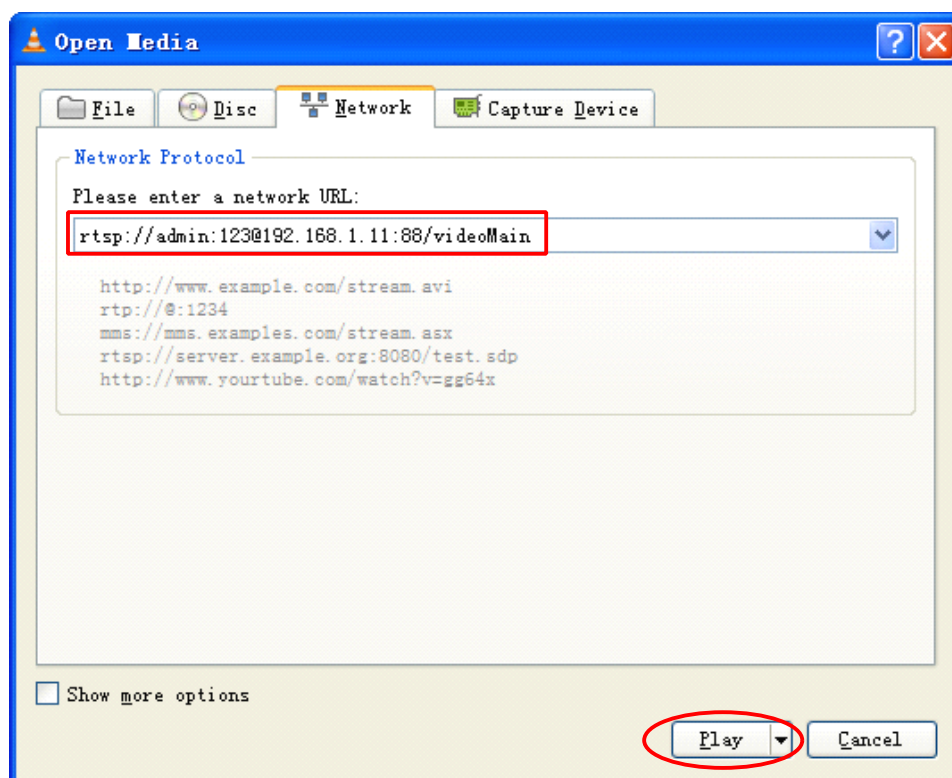 Open Media
File Disc Network Capture Device
Network Protocol
Please enter a network URL:
rtsp://admin:123@192.168.1.11:88/videoMain
http://www.example.com/stream.avi
rtp://@:1234
mms://mms.examples.com/stream.asx
rtsp://server.example.org:8080/test.sdp
http://www.yourtube.com/watch?v=gg64x
Show more options
Play Cancel